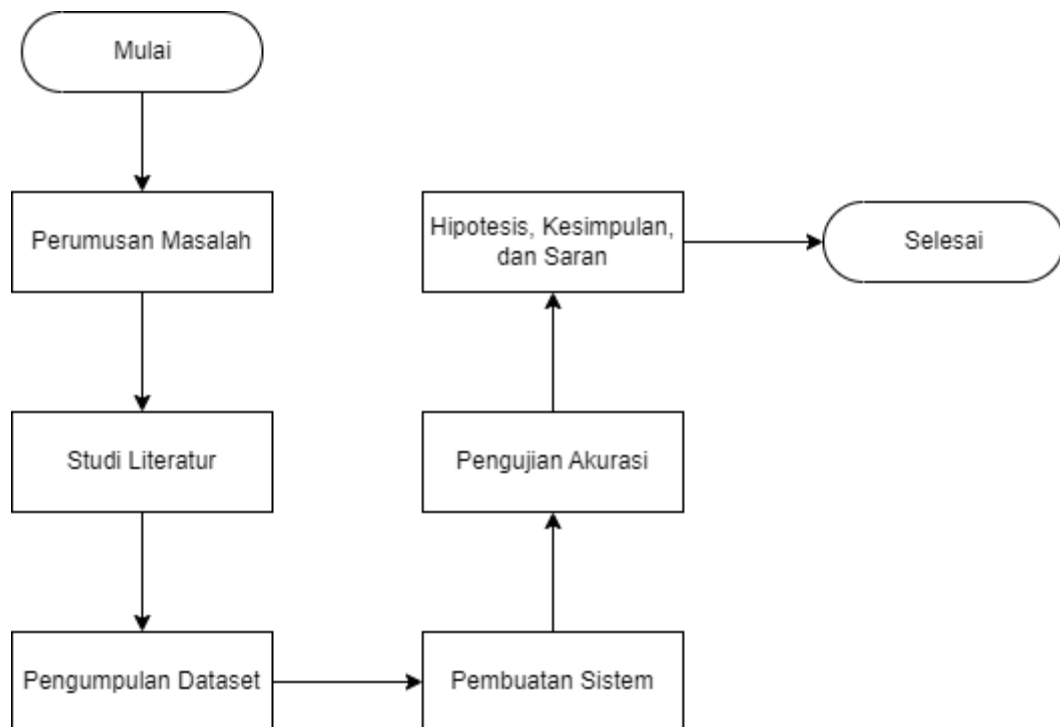 Mulai
Perumusan Masalah
Studi Literatur
Pengumpulan Dataset
Pembuatan Sistem
Pengujian Akurasi
Hipotesis, Kesimpulan,
dan Saran
Selesai